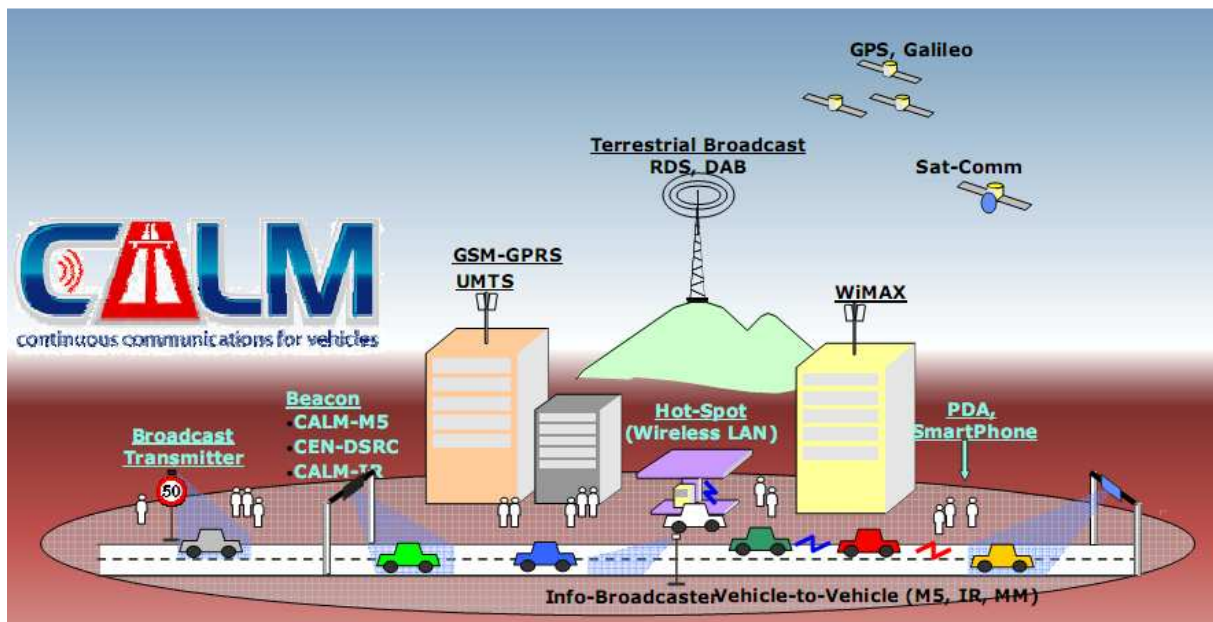 GPS, Galileo
Terrestrial Broadcast
RDS, DAB
Sat-Comm
CALM
continuous communications for vehicles
GSM-GPRS
UMTS
WiMAX
Beacon
•CALM-M5
•CEN-DSRC
•CALM-IR
Broadcast
Transmitter
Hot-Spot
(Wireless LAN)
PDA,
SmartPhone
50
Info-Broadcaster
Vehicle-to-Vehicle (M5, IR, MM)